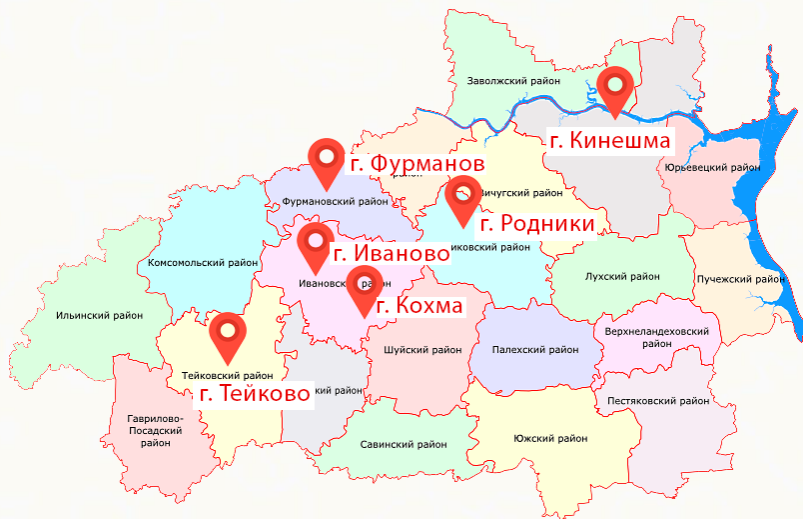 Заволжский район
г. Кинешма
г. Фурманов
район
Юрьевецкий район
Вичугский район
Фурмановский район
г. Родники
г. Иваново
Комсомольский район
Лухский район
Пучежский район
Ивановский район
г. Кохма
Ильинский район
Верхнеландеховский
район
Шуйский район
Палехский район
Тейковский район
г. Тейково
район
Пестяковский район
Гаврилово-
Посадский
район
Савинский район
Южский район